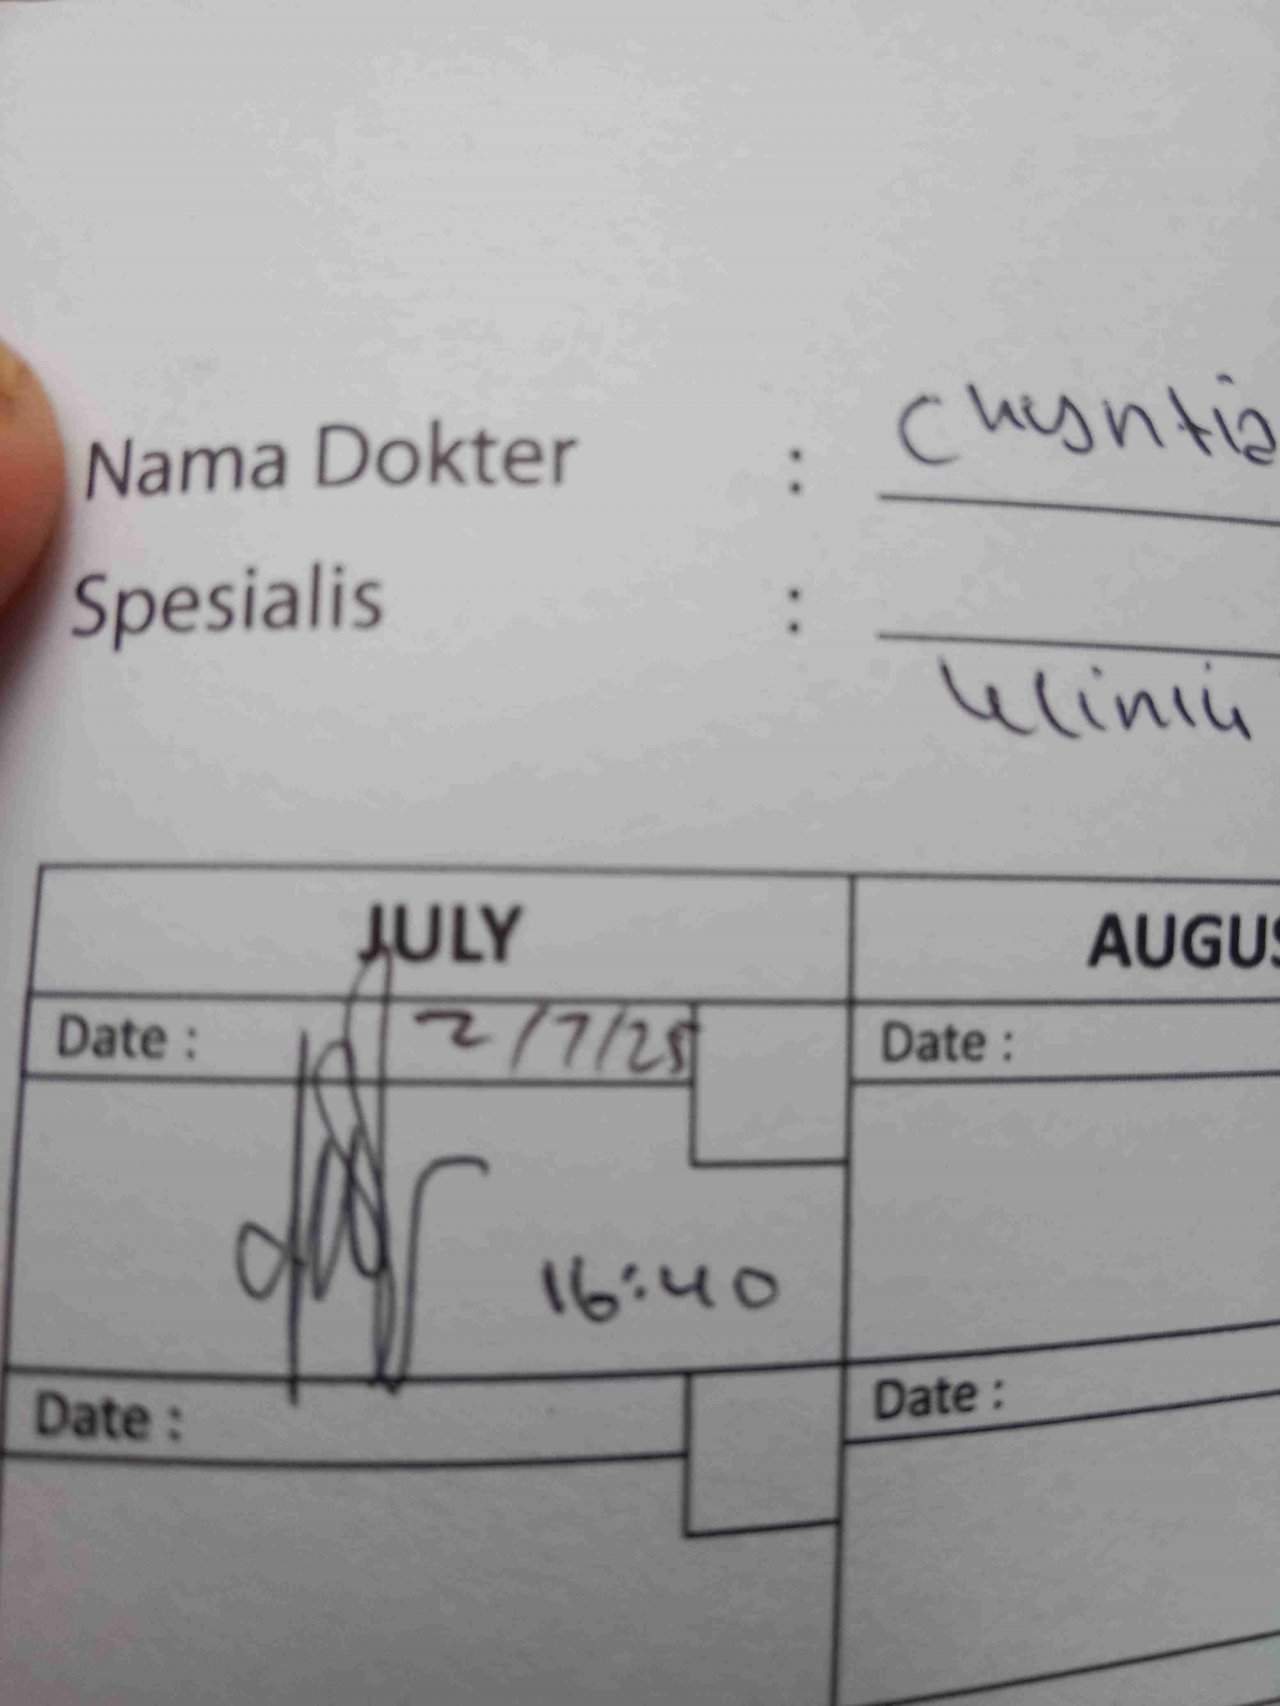 Nama Dokter : Chyntia
Spesialis :
klinik
JULY AUGUS
Date : 2/7/25 Date :
16:40
Date : Date :